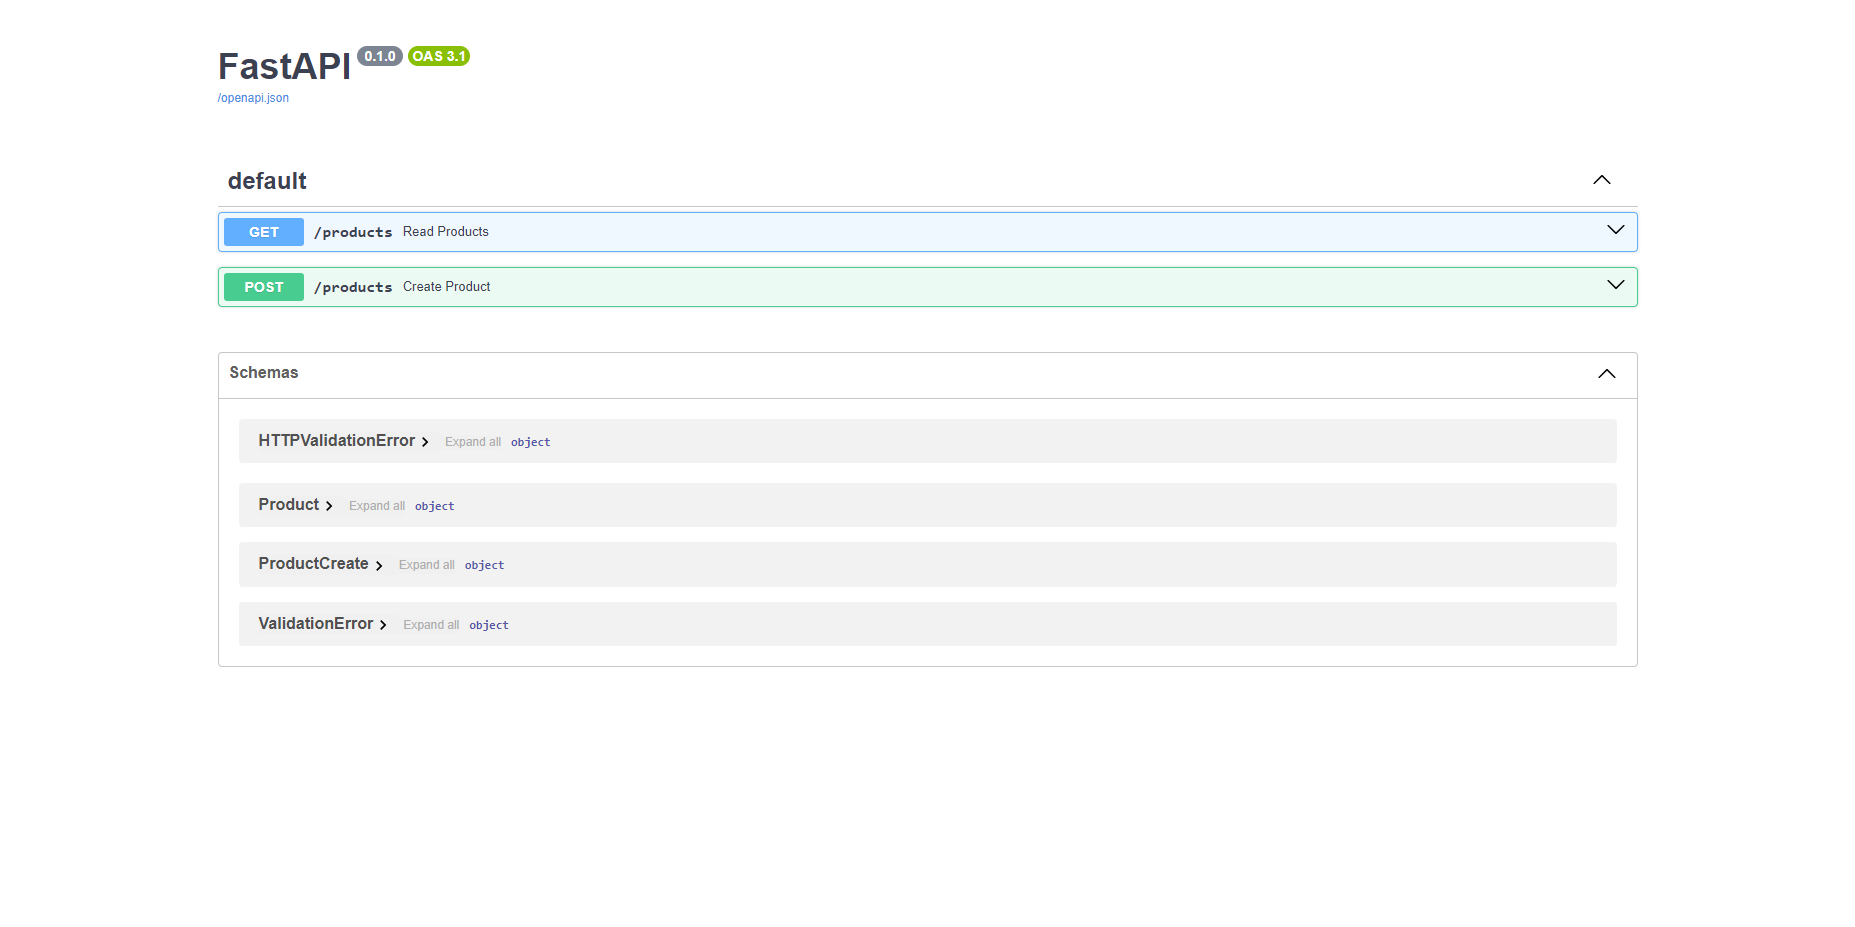 FastAPI 0.1.0 OAS 3.1
/openapi.json
default
GET /products Read Products
POST /products Create Product
Schemas
HTTPValidationError Expand all object
Product Expand all object
ProductCreate Expand all object
ValidationError Expand all object